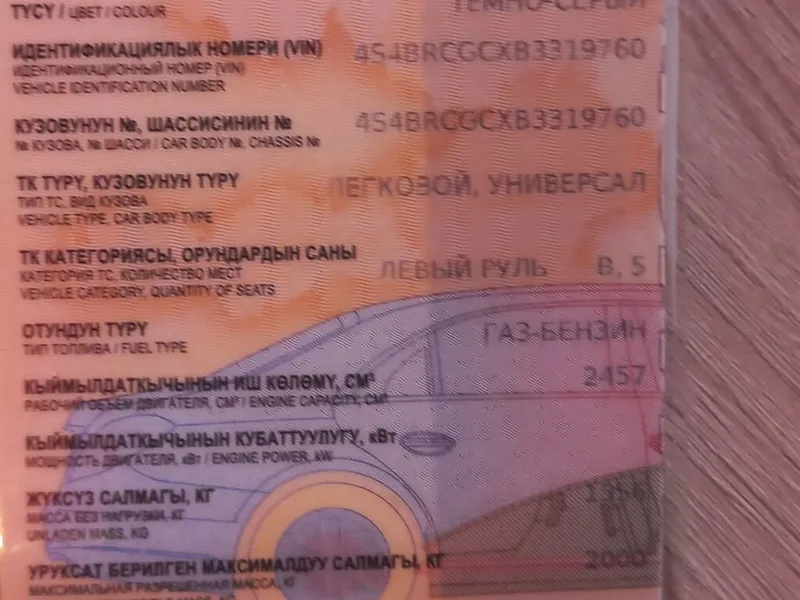 ТҮСҮ / ЦВЕТ / COLOUR ТЕМНО-СЕРЫЙ
ИДЕНТИФИКАЦИЯЛЫК НОМЕРИ (VIN) 4S4BRCGCXB3319760
ИДЕНТИФИКАЦИОННЫЙ НОМЕР (VIN)
VEHICLE IDENTIFICATION NUMBER
КУЗОВУНУН №, ШАССИСИНИН № 4S4BRCGCXB3319760
№ КУЗОВА, № ШАССИ / CAR BODY №, CHASSIS №
ТК ТҮРҮ, КУЗОВУНУН ТҮРҮ ЛЕГКОВОЙ, УНИВЕРСАЛ
ТИП ТС, ВИД КУЗОВА
VEHICLE TYPE, CAR BODY TYPE
ТК КАТЕГОРИЯСЫ, ОРУНДАРДЫН САНЫ ЛЕВЫЙ РУЛЬ B, 5
КАТЕГОРИЯ ТС, КОЛИЧЕСТВО МЕСТ
VEHICLE CATEGORY, QUANTITY OF SEATS
ОТУНДУН ТҮРҮ ГАЗ-БЕНЗИН
ТИП ТОПЛИВА / FUEL TYPE
КЫЙМЫЛДАТКЫЧЫНЫН ИШ КӨЛӨМҮ, СМ³ 2457
РАБОЧИЙ ОБЪЕМ ДВИГАТЕЛЯ, СМ³ / ENGINE CAPACITY, CM³
КЫЙМЫЛДАТКЫЧЫНЫН КУБАТТУУЛУГУ, кВт
МОЩНОСТЬ ДВИГАТЕЛЯ, кВт / ENGINE POWER, KW
ЖҮКСҮЗ САЛМАГЫ, КГ
МАССА БЕЗ НАГРУЗКИ, КГ
UNLADEN MASS, KG
УРУКСАТ БЕРИЛГЕН МАКСИМАЛДУУ САЛМАГЫ, КГ 2000
МАКСИМАЛЬНАЯ РАЗРЕШЕННАЯ МАССА, КГ